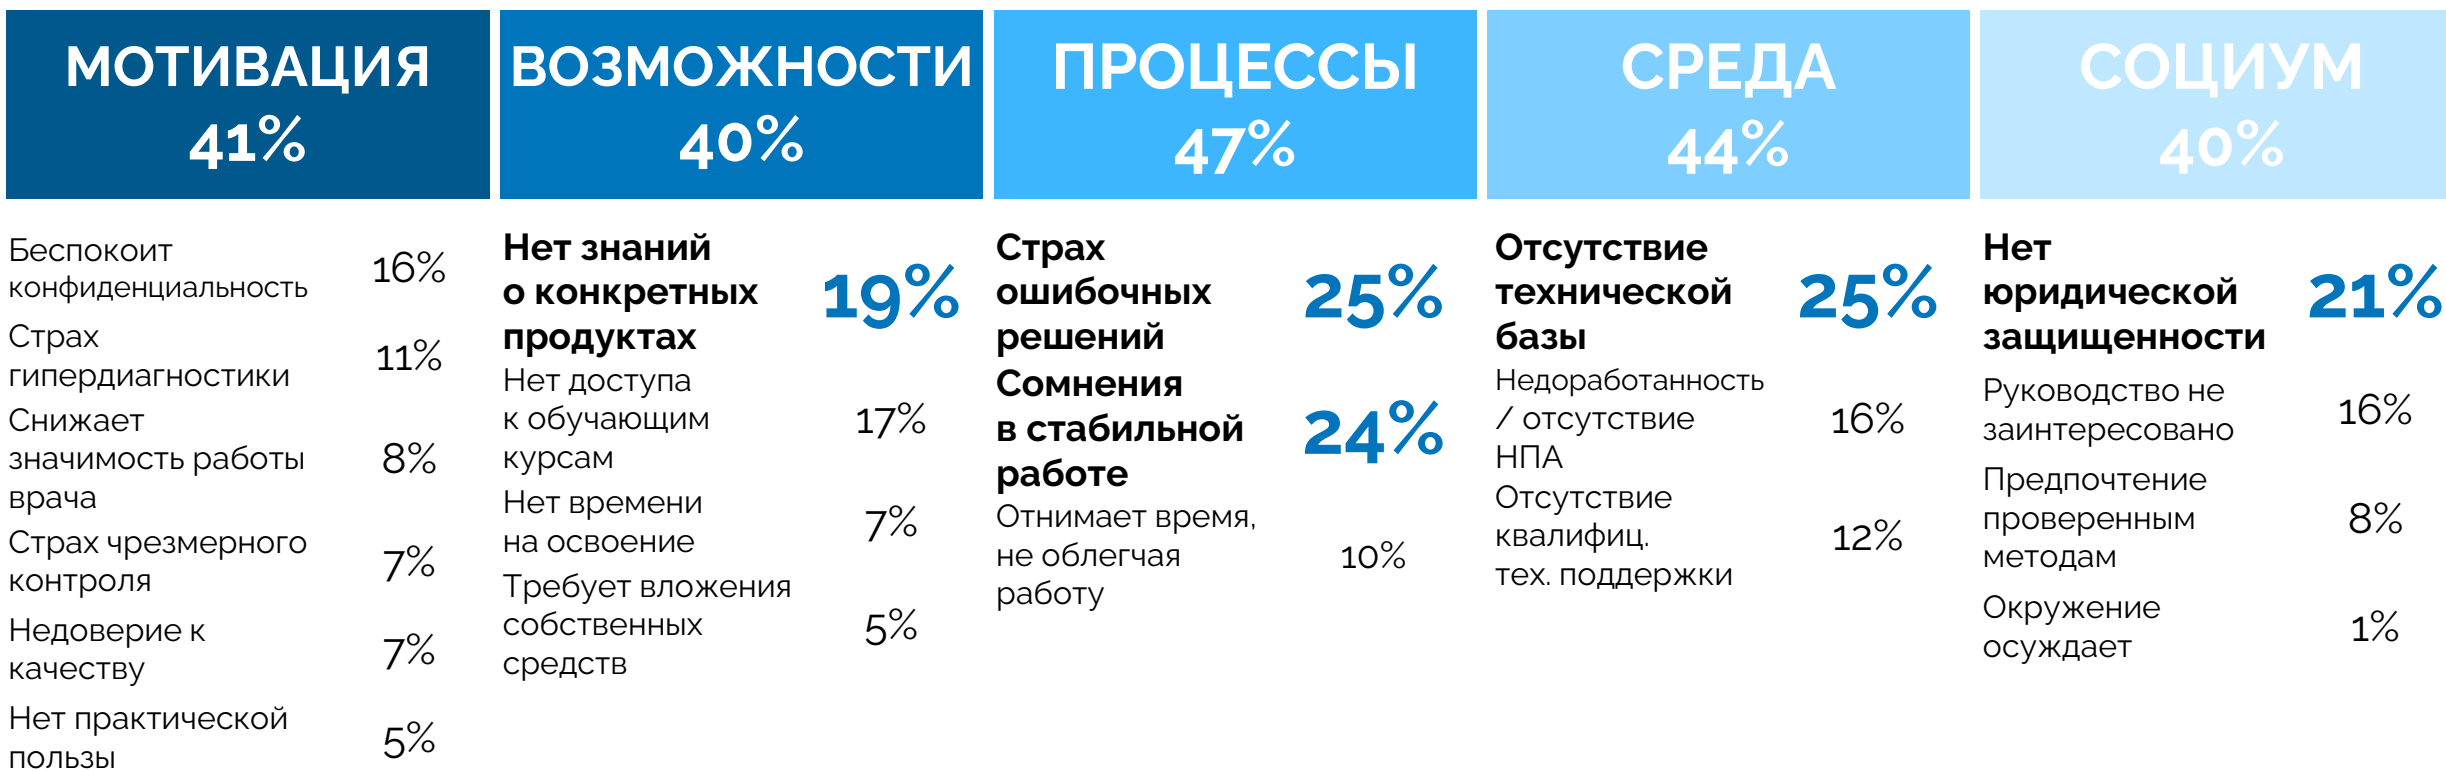 МОТИВАЦИЯ
41%
Беспокоит
конфиденциальность
16%
Страх
гипердиагностики
11%
Снижает
значимость работы
врача
8%
Страх чрезмерного
контроля
7%
Недоверие к
качеству
7%
Нет практической
пользы
5%
ВОЗМОЖНОСТИ
40%
Нет знаний
о конкретных
продуктах
19%
Нет доступа
к обучающим
курсам
17%
Нет времени
на освоение
7%
Требует вложения
собственных
средств
5%
ПРОЦЕССЫ
47%
Страх
ошибочных
решений
25%
Сомнения
в стабильной
работе
24%
Отнимает время,
не облегчая
работу
10%
СРЕДА
44%
Отсутствие
технической
базы
25%
Недоработанность
/ отсутствие
НПА
16%
Отсутствие
квалифиц.
тех. поддержки
12%
СОЦИУМ
40%
Нет
юридической
защищенности
21%
Руководство не
заинтересовано
16%
Предпочтение
проверенным
методам
8%
Окружение
осуждает
1%